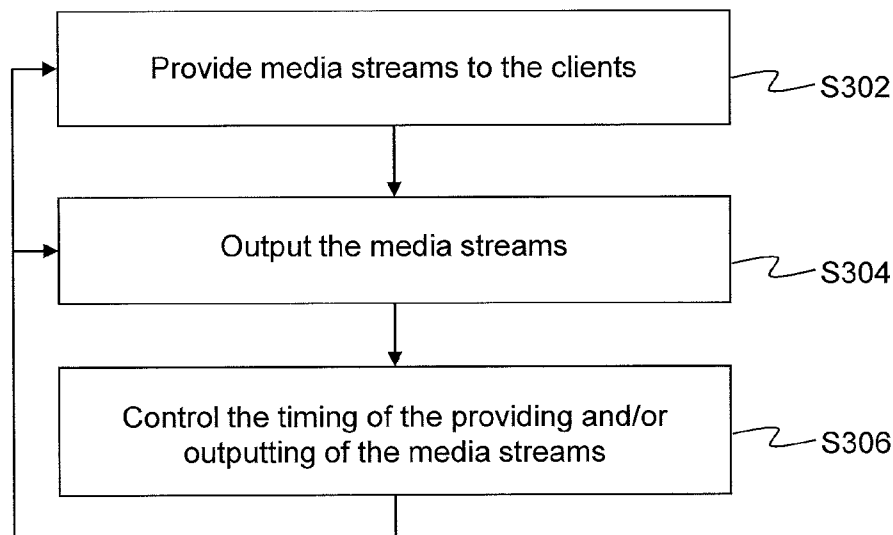 Provide media streams to the clients
S302
Output the media streams
S304
Control the timing of the providing and/or
outputting of the media streams
S306